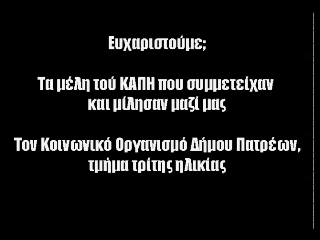 Ευχαριστούμε;
Τα μέλη τού ΚΑΠΗ που συμμετείχαν
και μίλησαν μαζί μας
Τον Κοινωνικό Οργανισμό Δήμου Πατρέων,
τμήμα τρίτης ηλικίας